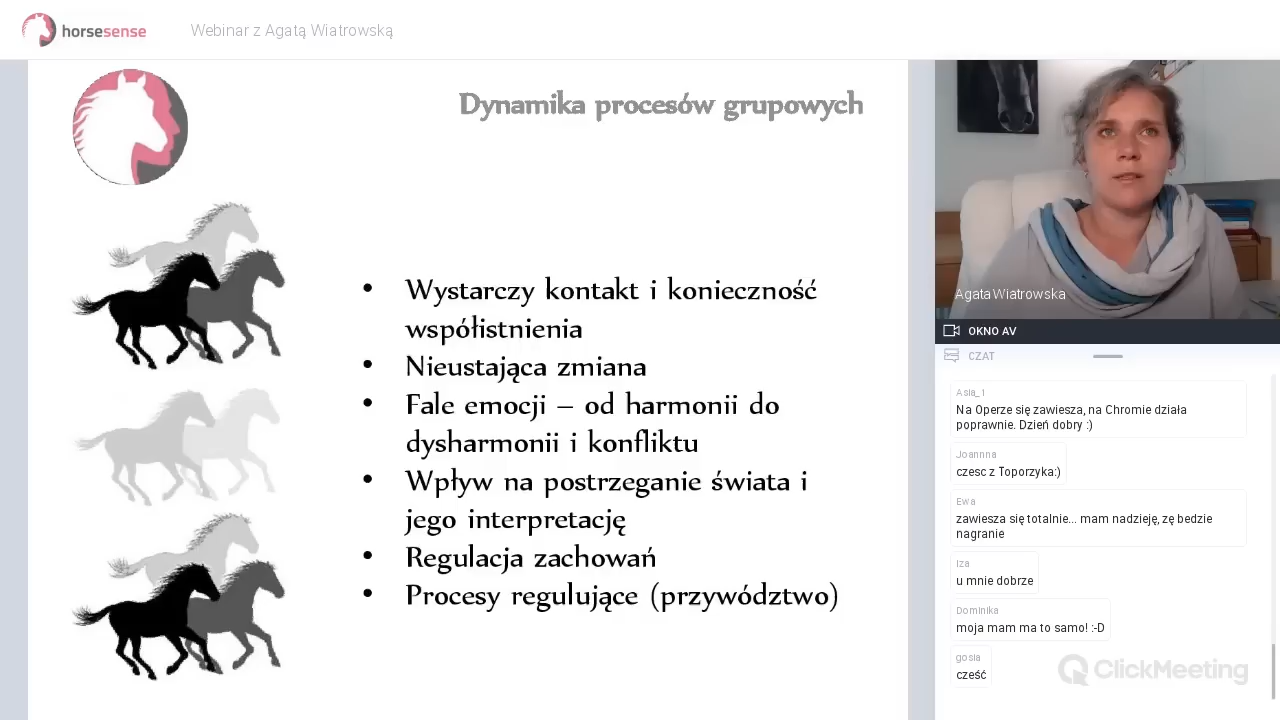 horsesense
Webinar z Agatą Wiatrowską
Dynamika procesów grupowych
• Wystarczy kontakt i konieczność
współistnienia
• Nieustająca zmiana
• Fale emocji – od harmonii do
dysharmonii i konfliktu
• Wpływ na postrzeganie świata i
jego interpretację
• Regulacja zachowań
• Procesy regulujące (przywództwo)
Agata Wiatrowska
OKNO AV
CZAT
Asia_1
Na Operze się zawiesza, na Chromie działa
poprawnie. Dzień dobry :)
Joannna
czesc z Toporzyka:)
Ewa
zawiesza się totalnie... mam nadzieję, zę bedzie
nagranie
Iza
u mnie dobrze
Dominika
moja mam ma to samo! :-D
gosia
cześć
ClickMeeting